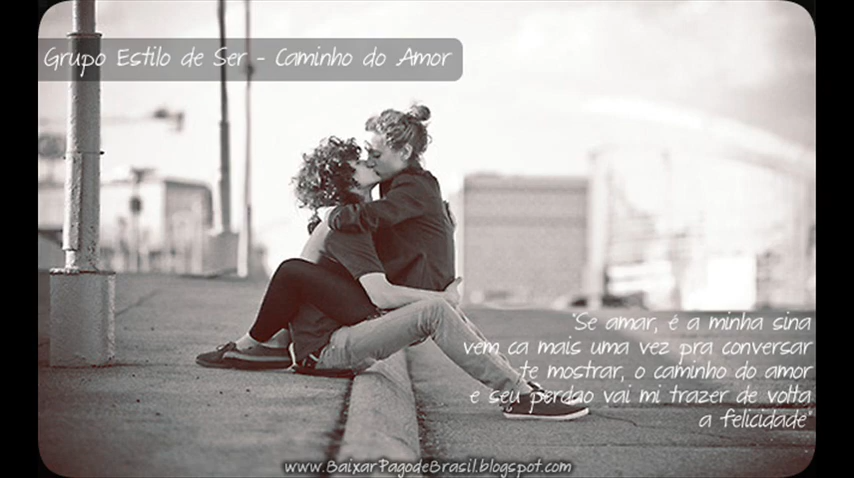 Grupo Estilo de Ser - Caminho do Amor
"Se amar, é a minha sina
vem ca mais uma vez pra conversar
te mostrar, o caminho do amor
e seu perdao vai mi trazer de volta
a felicidade"
www.BaixarPagodeBrasil.blogspot.com